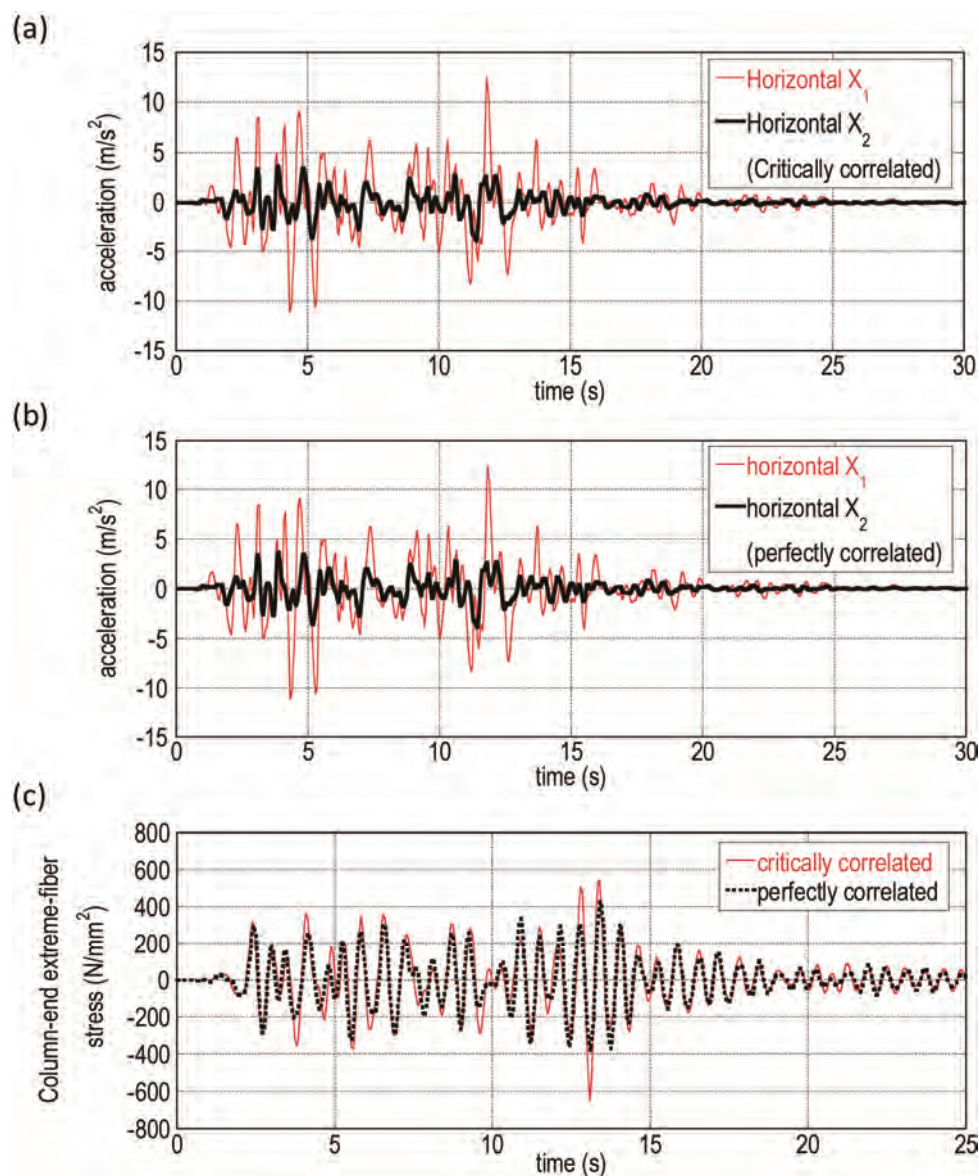 (a)
15
10
5
0
-5
-10
-15
acceleration (m/s²)
Horizontal X₁
Horizontal X₂
(Critically correlated)
0 5 10 15 20 25 30
time (s)
(b)
15
10
5
0
-5
-10
-15
acceleration (m/s²)
horizontal X₁
horizontal X₂
(perfectly correlated)
0 5 10 15 20 25 30
time (s)
(c)
800
600
400
200
0
-200
-400
-600
-800
Column-end extreme-fiber
stress (N/mm²)
critically correlated
perfectly correlated
0 5 10 15 20 25
time (s)